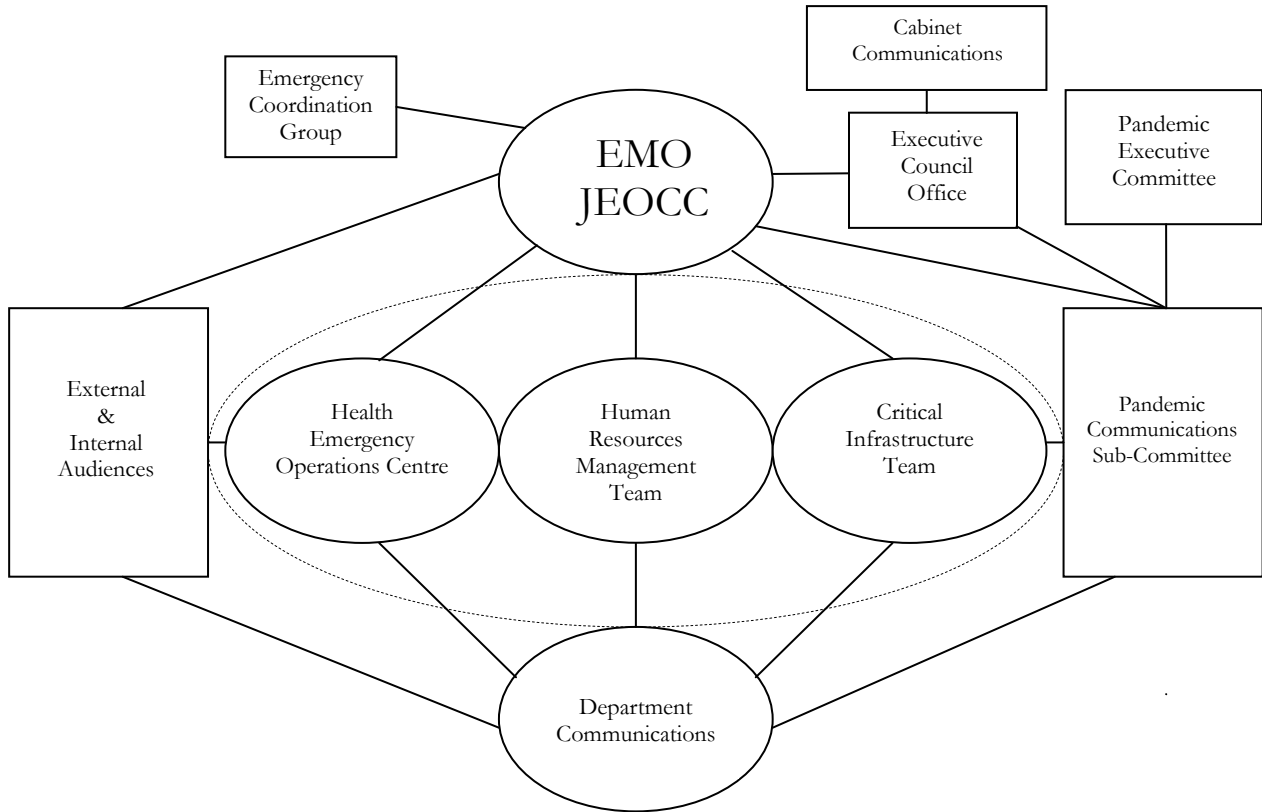 Cabinet
Communications
Emergency
Coordination
Group
EMO
JEOCC
Executive
Council
Office
Pandemic
Executive
Committee
External
&
Internal
Audiences
Health
Emergency
Operations Centre
Human
Resources
Management
Team
Critical
Infrastructure
Team
Pandemic
Communications
Sub-Committee
Department
Communications
.